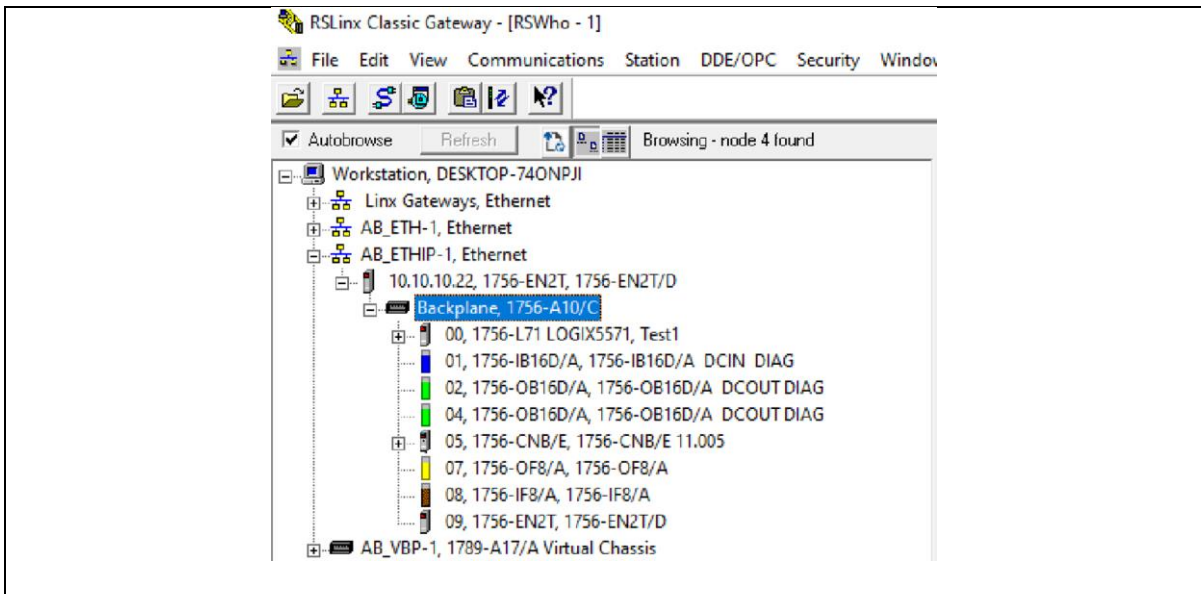 RSLinx Classic Gateway - [RSWho - 1]
File Edit View Communications Station DDE/OPC Security
Autobrowse Refresh Browsing - node 4 found
Workstation, DESKTOP-74ONPJI
Linx Gateways, Ethernet
AB_ETH-1, Ethernet
AB_ETHIP-1, Ethernet
10.10.10.22, 1756-EN2T, 1756-EN2T/D
Backplane, 1756-A10/C
00, 1756-L71 LOGIX5571, Test1
01, 1756-IB16D/A, 1756-IB16D/A DCIN DIAG
02, 1756-OB16D/A, 1756-OB16D/A DCOUT DIAG
04, 1756-OB16D/A, 1756-OB16D/A DCOUT DIAG
05, 1756-CNB/E, 1756-CNB/E 11.005
07, 1756-OF8/A, 1756-OF8/A
08, 1756-IF8/A, 1756-IF8/A
09, 1756-EN2T, 1756-EN2T/D
AB_VBP-1, 1789-A17/A Virtual Chassis